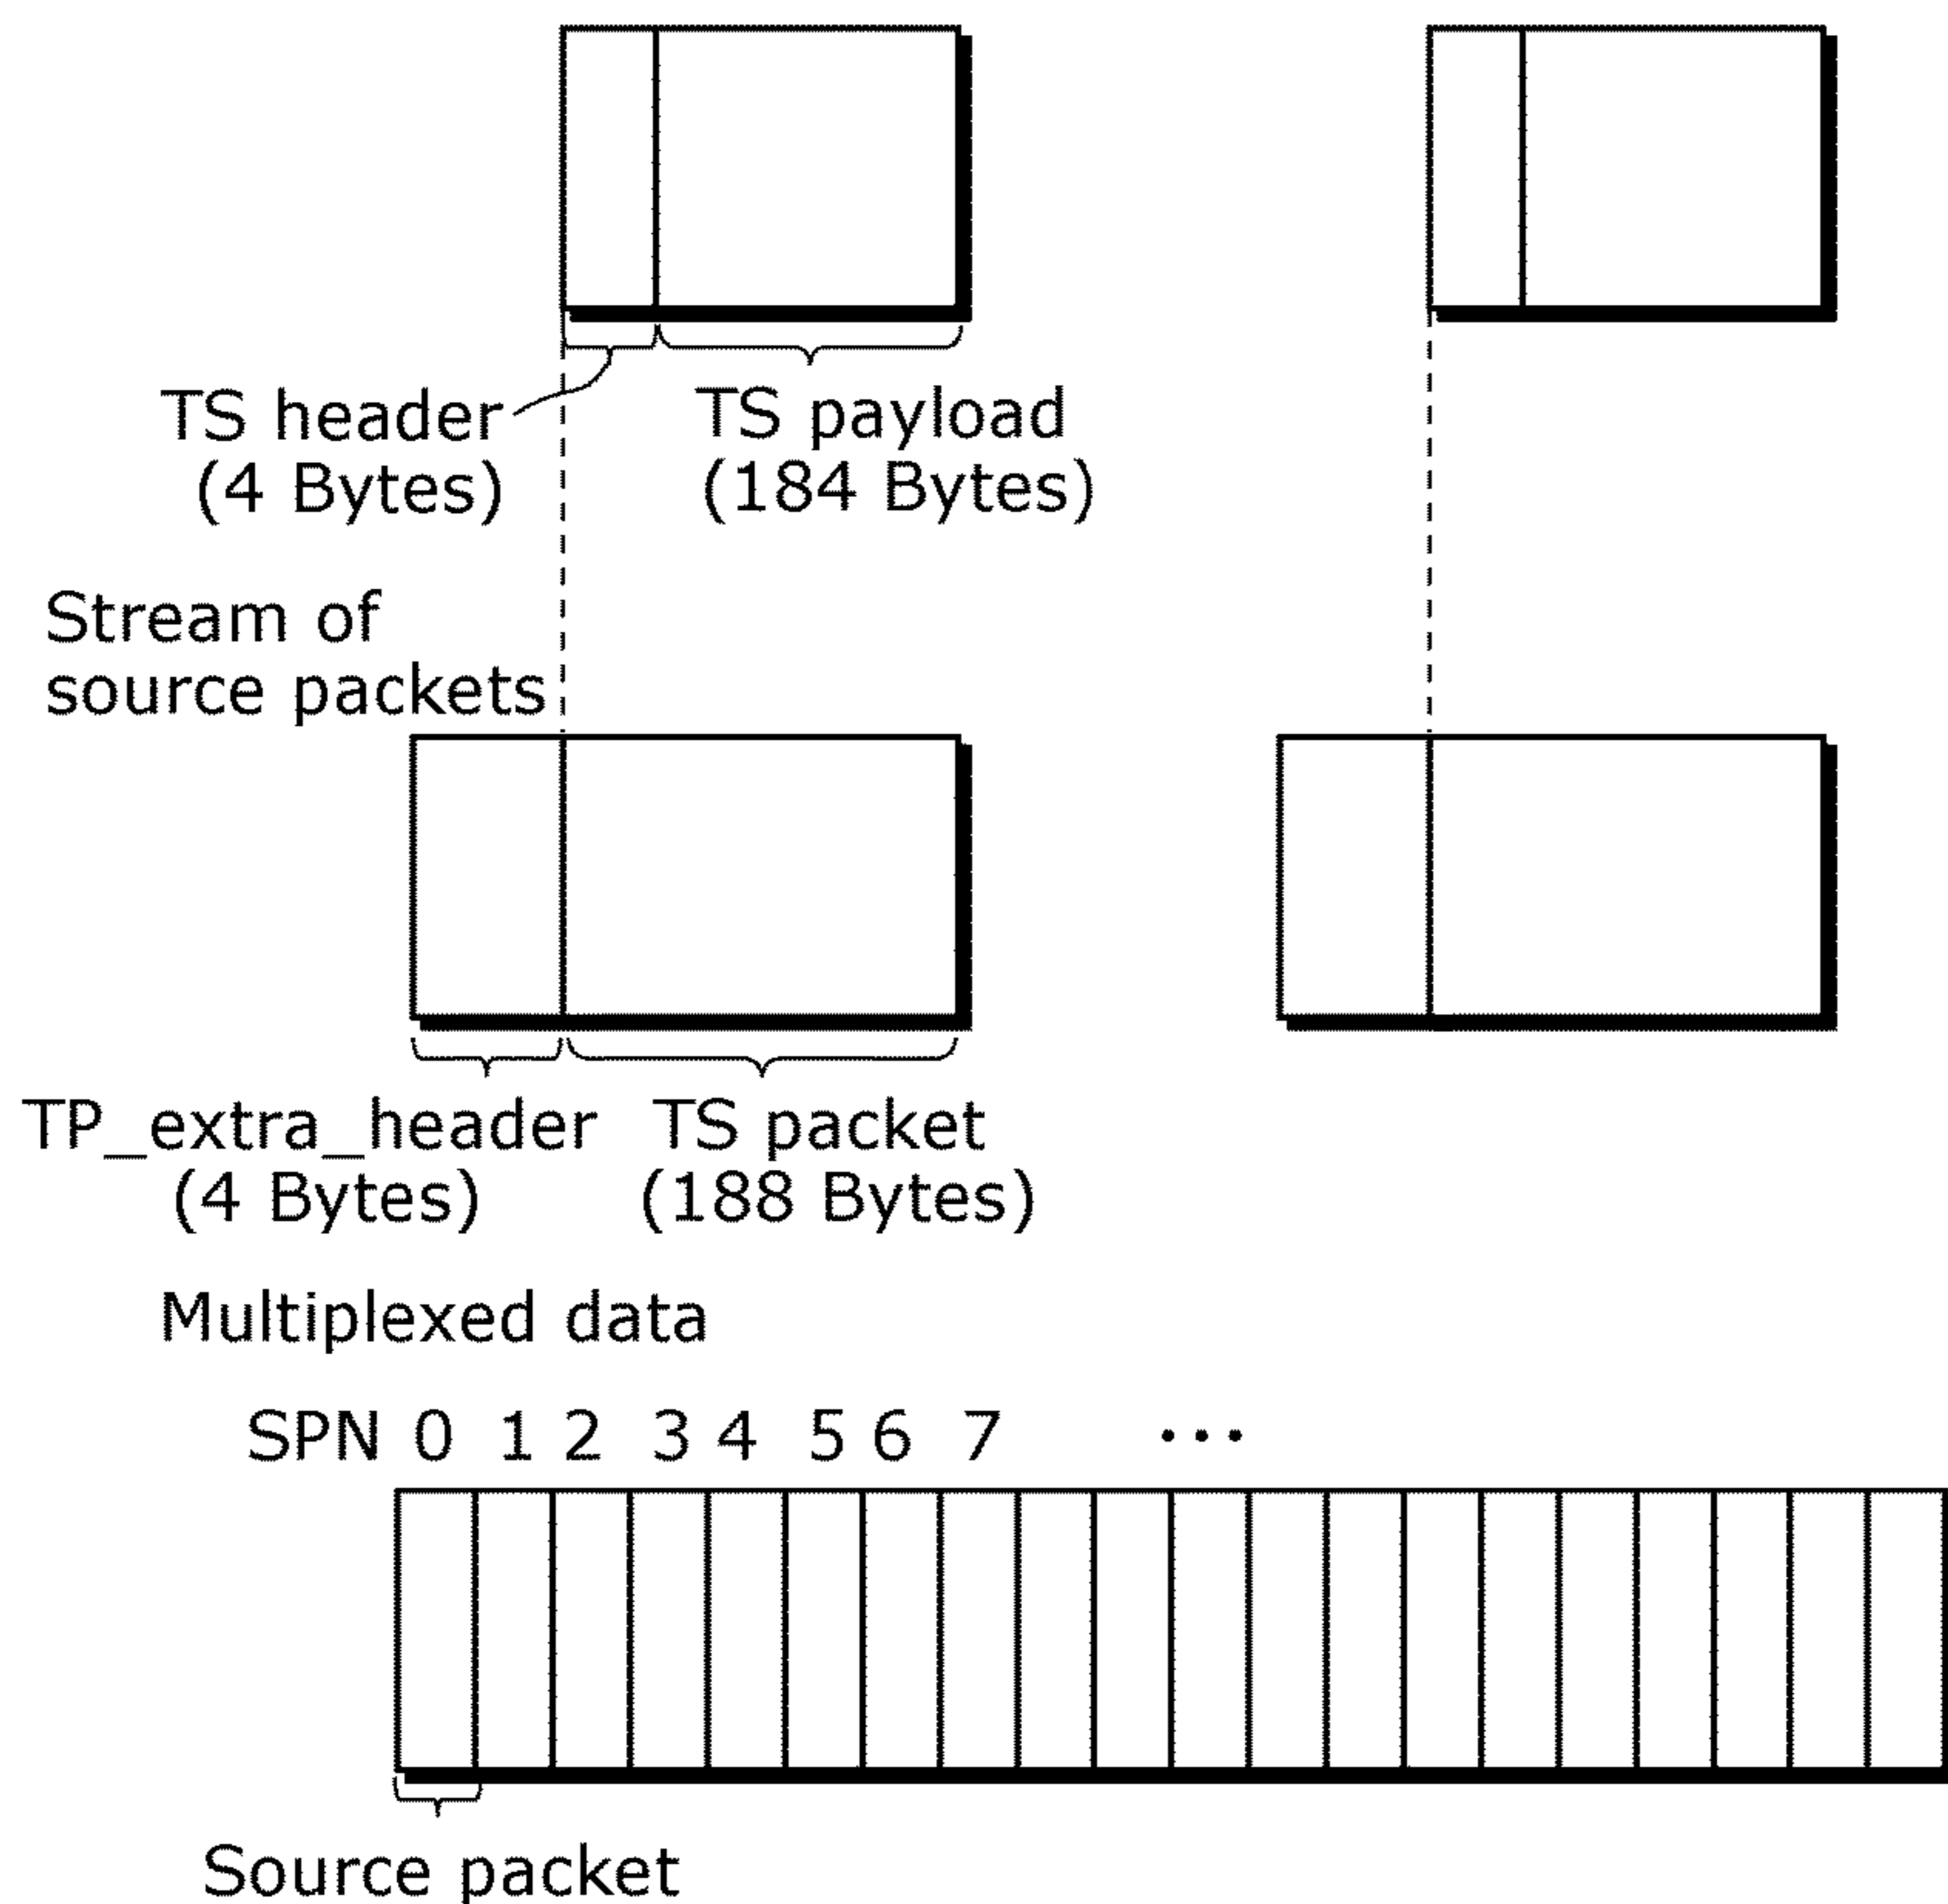 TS header
(4 Bytes)
TS payload
(184 Bytes)
Stream of
source packets
TP_extra_header
(4 Bytes)
TS packet
(188 Bytes)
Multiplexed data
SPN 0 1 2 3 4 5 6 7 ...
Source packet